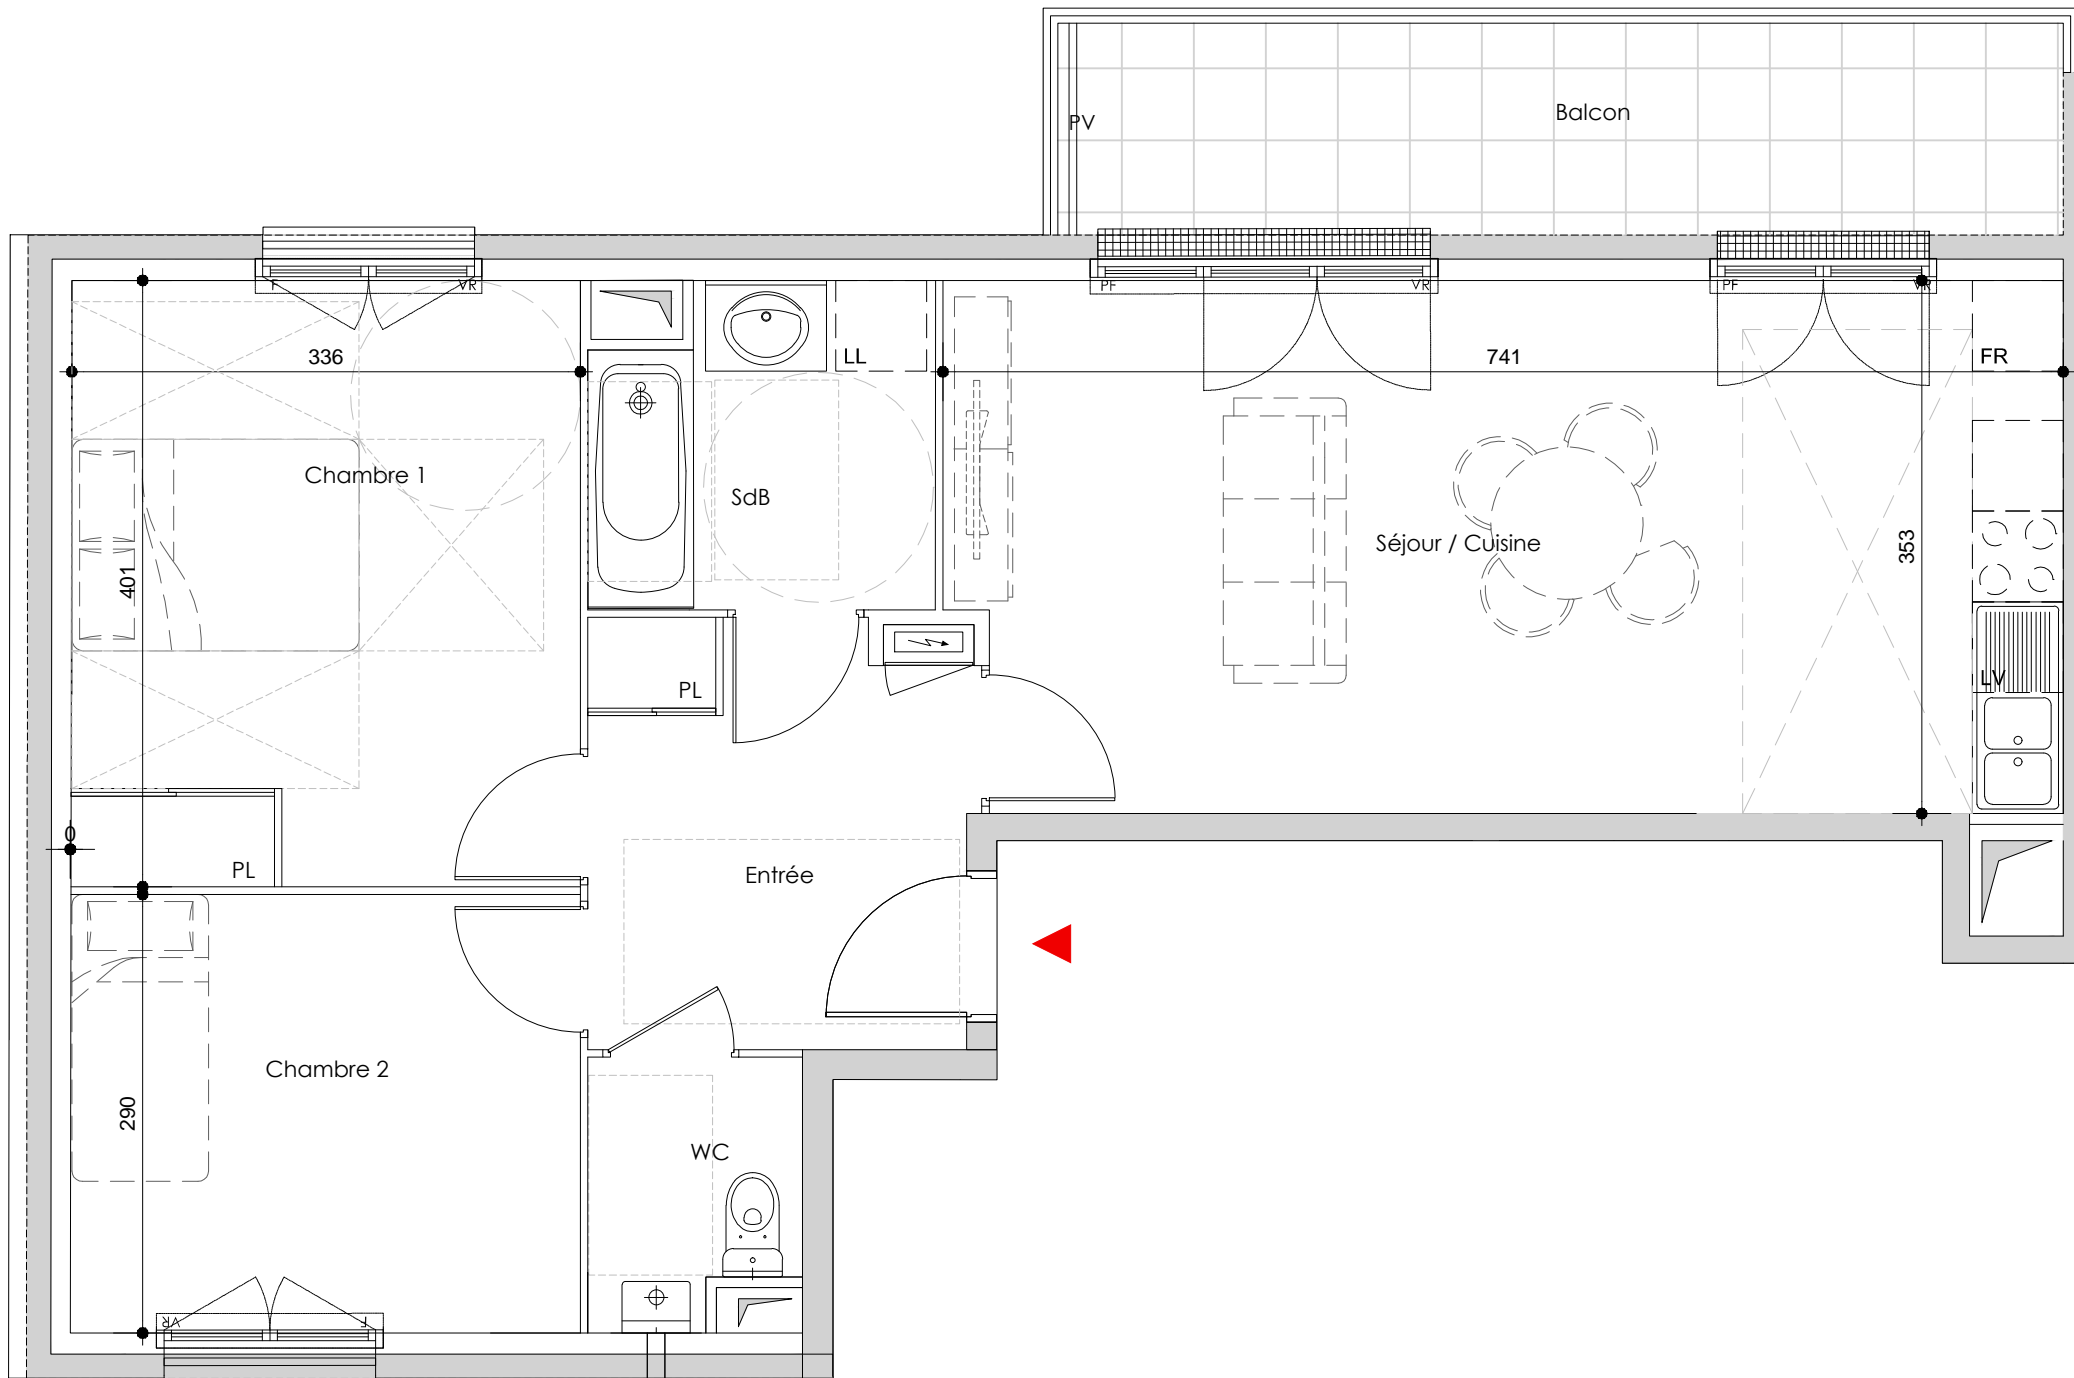 Balcon
PV
F
VR
PF
VR
PF
VR
336
LL
741
FR
Chambre 1
SdB
Séjour / Cuisine
353
401
LV
PL
0
PL
Entrée
Chambre 2
290
WC
VR
F